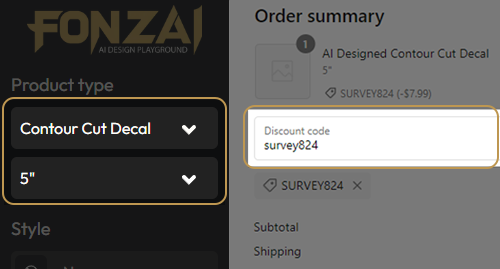 FONZAI
AI DESIGN PLAYGROUND
Product type
Contour Cut Decal
5"
Style
Order summary
1
AI Designed Contour Cut Decal
5"
SURVEY824 (-$7.99)
Discount code
survey824
SURVEY824
Subtotal
Shipping